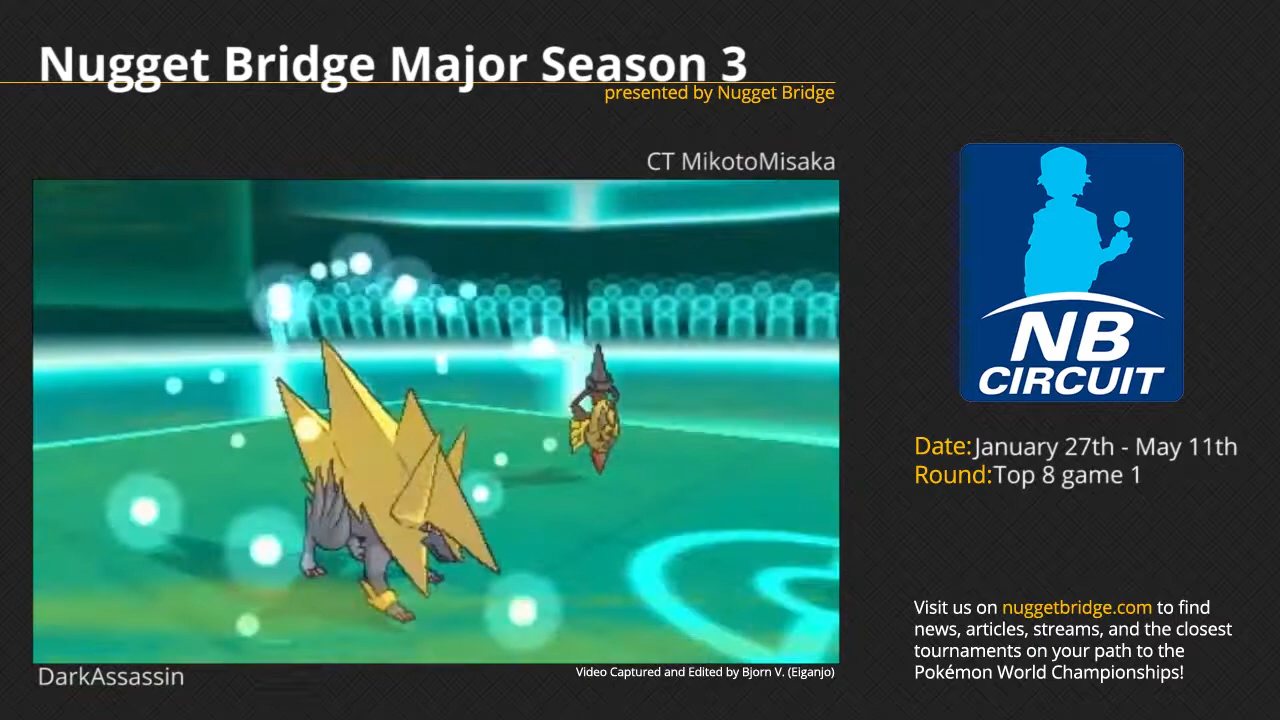 Nugget Bridge Major Season 3
presented by Nugget Bridge
CT MikotoMisaka
NB
CIRCUIT
Date:January 27th - May 11th
Round:Top 8 game 1
Visit us on nuggetbridge.com to find
news, articles, streams, and the closest
tournaments on your path to the
Pokémon World Championships!
DarkAssassin
Video Captured and Edited by Bjorn V. (Eiganjo)